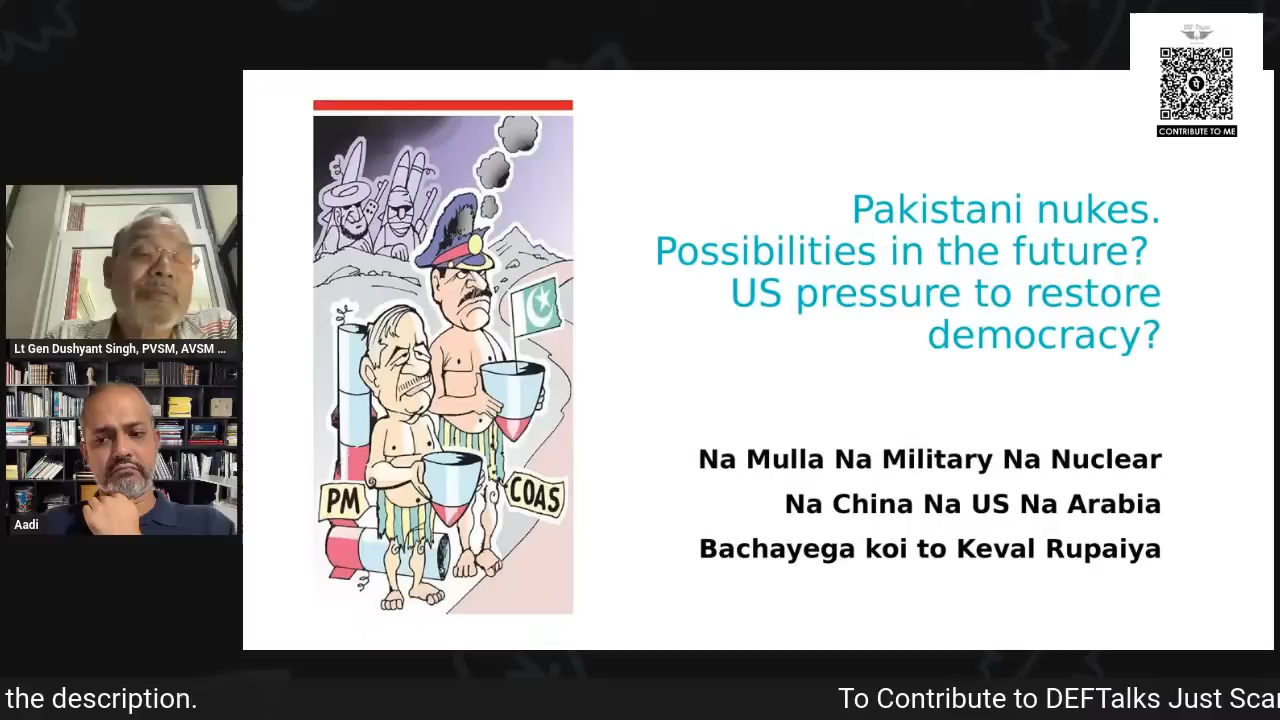 CONTRIBUTE TO ME
Pakistani nukes.
Possibilities in the future?
US pressure to restore
democracy?
Na Mulla Na Military Na Nuclear
Na China Na US Na Arabia
Bachayega koi to Keval Rupaiya
PM
COAS
Lt Gen Dushyant Singh, PVSM, AVSM ...
Aadi
the description.
To Contribute to DEFTalks Just Scan